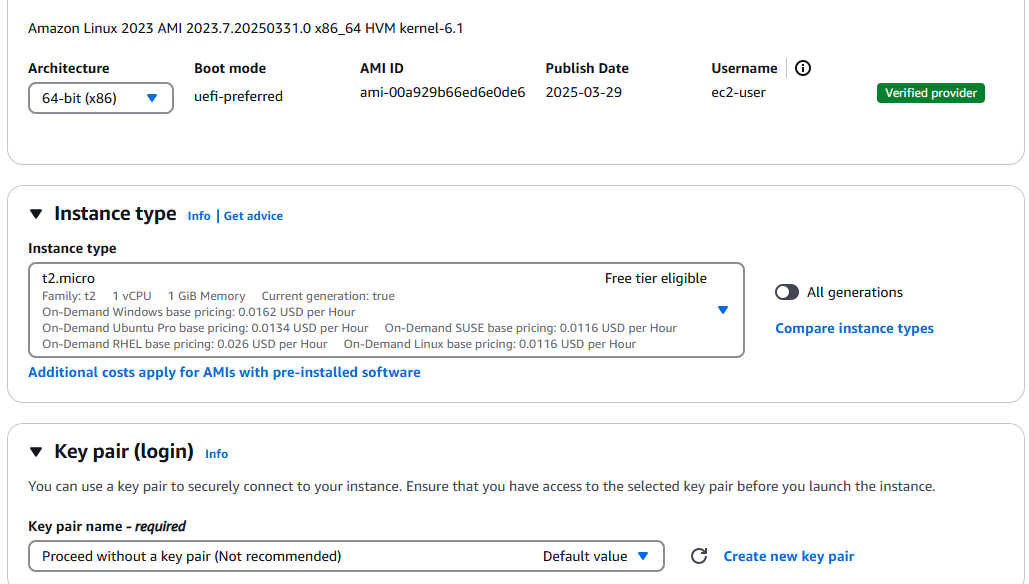 Amazon Linux 2023 AMI 2023.7.20250331.0 x86_64 HVM kernel-6.1
Architecture Boot mode AMI ID Publish Date Username
64-bit (x86) uefi-preferred ami-00a929b66ed6e0de6 2025-03-29 ec2-user Verified provider
Instance type Info | Get advice
Instance type
t2.micro Free tier eligible
Family: t2 1 vCPU 1 GiB Memory Current generation: true
On-Demand Windows base pricing: 0.0162 USD per Hour
On-Demand Ubuntu Pro base pricing: 0.0134 USD per Hour On-Demand SUSE base pricing: 0.0116 USD per Hour
On-Demand RHEL base pricing: 0.026 USD per Hour On-Demand Linux base pricing: 0.0116 USD per Hour
All generations
Compare instance types
Additional costs apply for AMIs with pre-installed software
Key pair (login) Info
You can use a key pair to securely connect to your instance. Ensure that you have access to the selected key pair before you launch the instance.
Key pair name - required
Proceed without a key pair (Not recommended) Default value Create new key pair